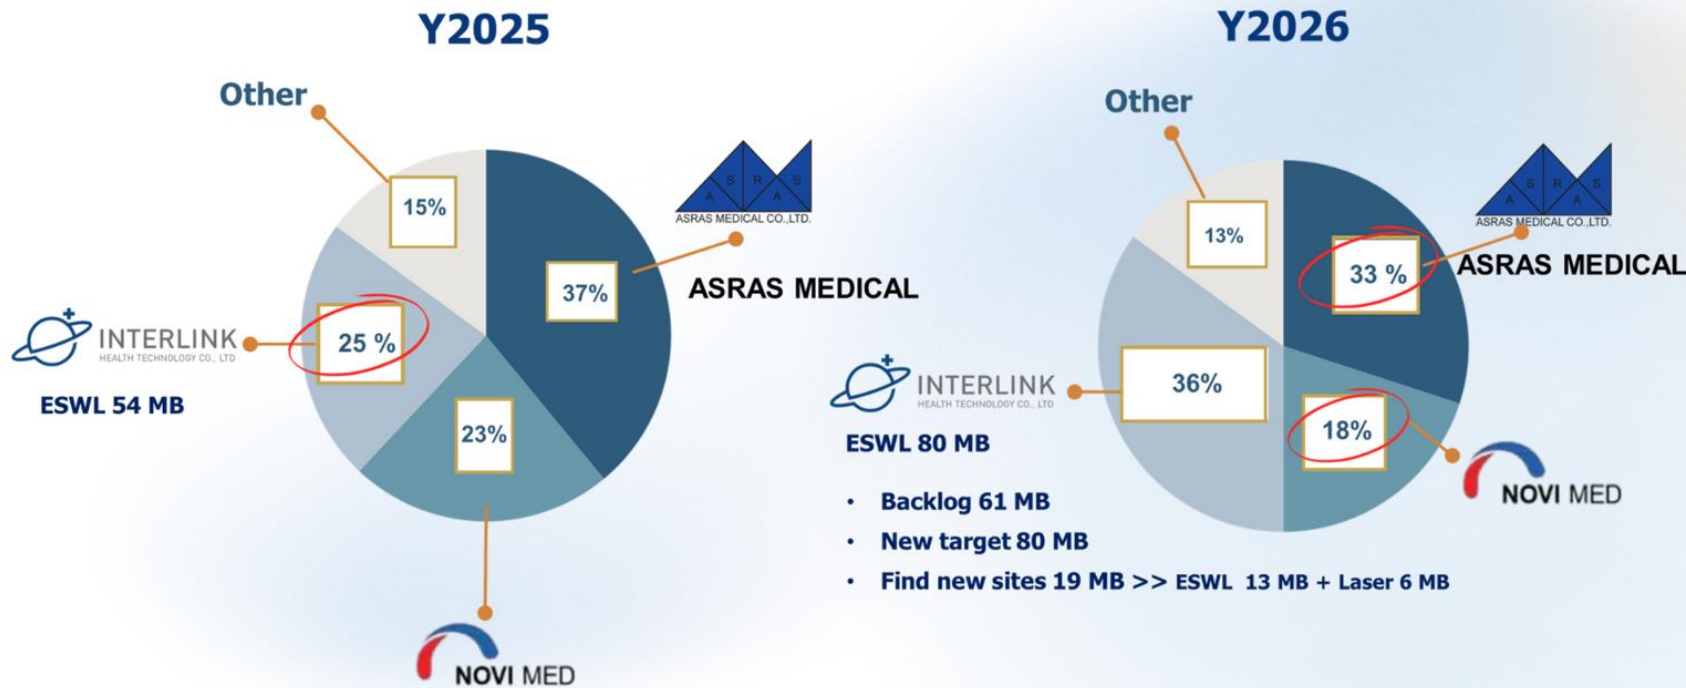 Y2025
Other
15%
A S R A S
ASRAS MEDICAL CO.,LTD.
37%
ASRAS MEDICAL
INTERLINK
HEALTH TECHNOLOGY CO., LTD
25 %
ESWL 54 MB
23%
NOVI MED
Y2026
Other
13%
A S R A S
ASRAS MEDICAL CO.,LTD.
33 %
ASRAS MEDICAL
INTERLINK
HEALTH TECHNOLOGY CO., LTD
36%
18%
ESWL 80 MB
NOVI MED
• Backlog 61 MB
• New target 80 MB
• Find new sites 19 MB >> ESWL 13 MB + Laser 6 MB